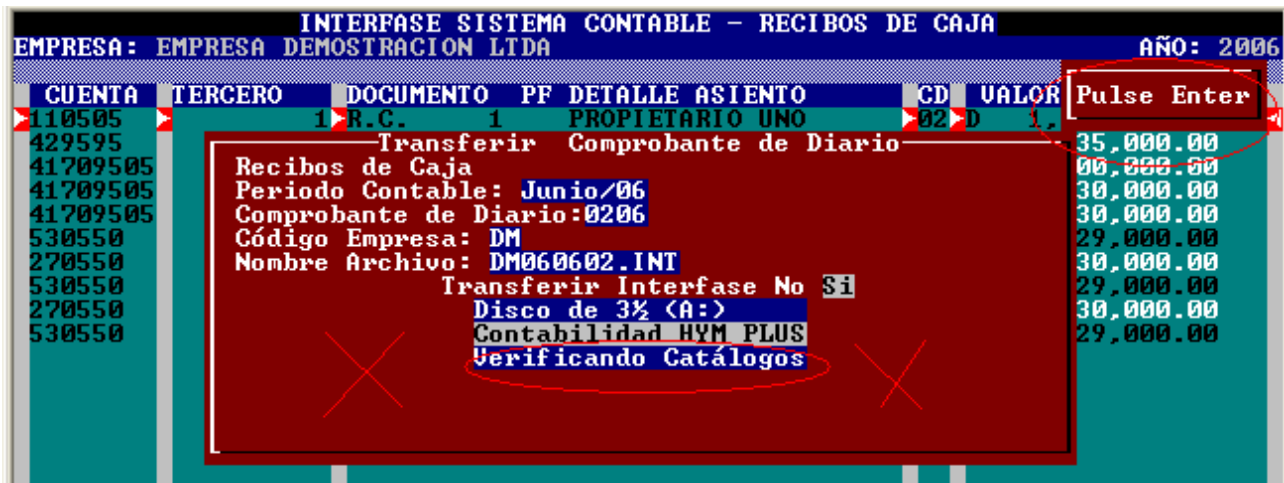 INTERFASE SISTEMA CONTABLE - RECIBOS DE CAJA
EMPRESA: EMPRESA DEMOSTRACION LTDA AÑO: 2006
CUENTA TERCERO DOCUMENTO PF DETALLE ASIENTO CD VALOR Pulse Enter
110505 1 R.C. 1 PROPIETARIO UNO 02 D 1,
429595 Transferir Comprobante de Diario 35,000.00
41709505 Recibos de Caja 00,000.00
41709505 Periodo Contable: Junio/06 30,000.00
41709505 Comprobante de Diario:0206 30,000.00
530550 Código Empresa: DM 29,000.00
270550 Nombre Archivo: DM060602.INT 30,000.00
530550 Transferir Interfase No Si 29,000.00
270550 Disco de 3½ (A:) 30,000.00
530550 Contabilidad HYM PLUS 29,000.00
Verificando Catálogos